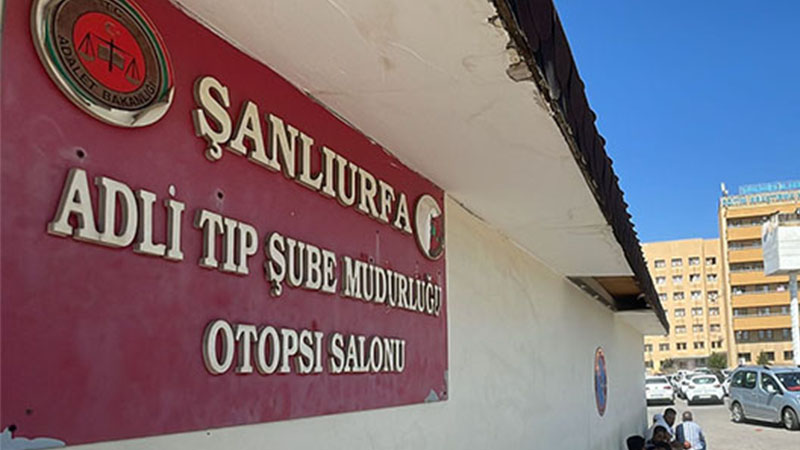 T.C.
ADALET BAKANLIĞI
ŞANLIURFA
ADLİ TIP ŞUBE MÜDÜRLÜĞÜ
OTOPSİ SALONU